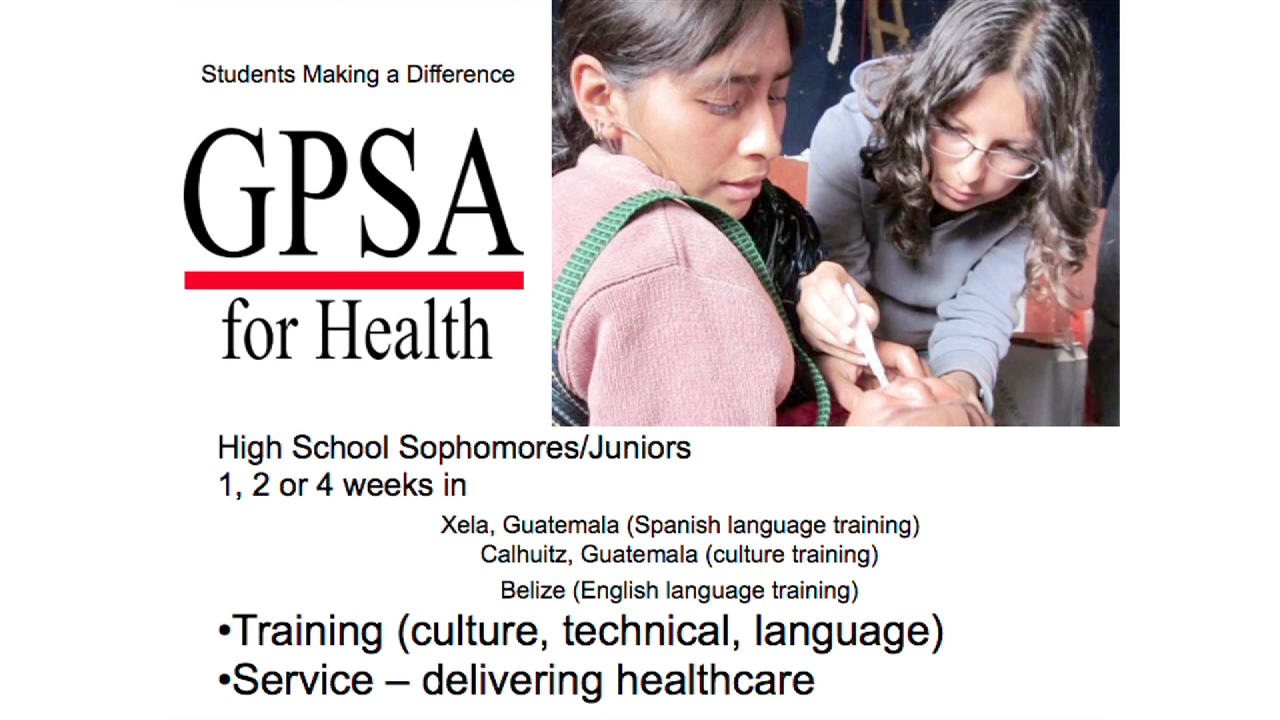 Students Making a Difference
GPSA
for Health
High School Sophomores/Juniors
1, 2 or 4 weeks in
Xela, Guatemala (Spanish language training)
Calhuitz, Guatemala (culture training)
Belize (English language training)
•Training (culture, technical, language)
•Service – delivering healthcare